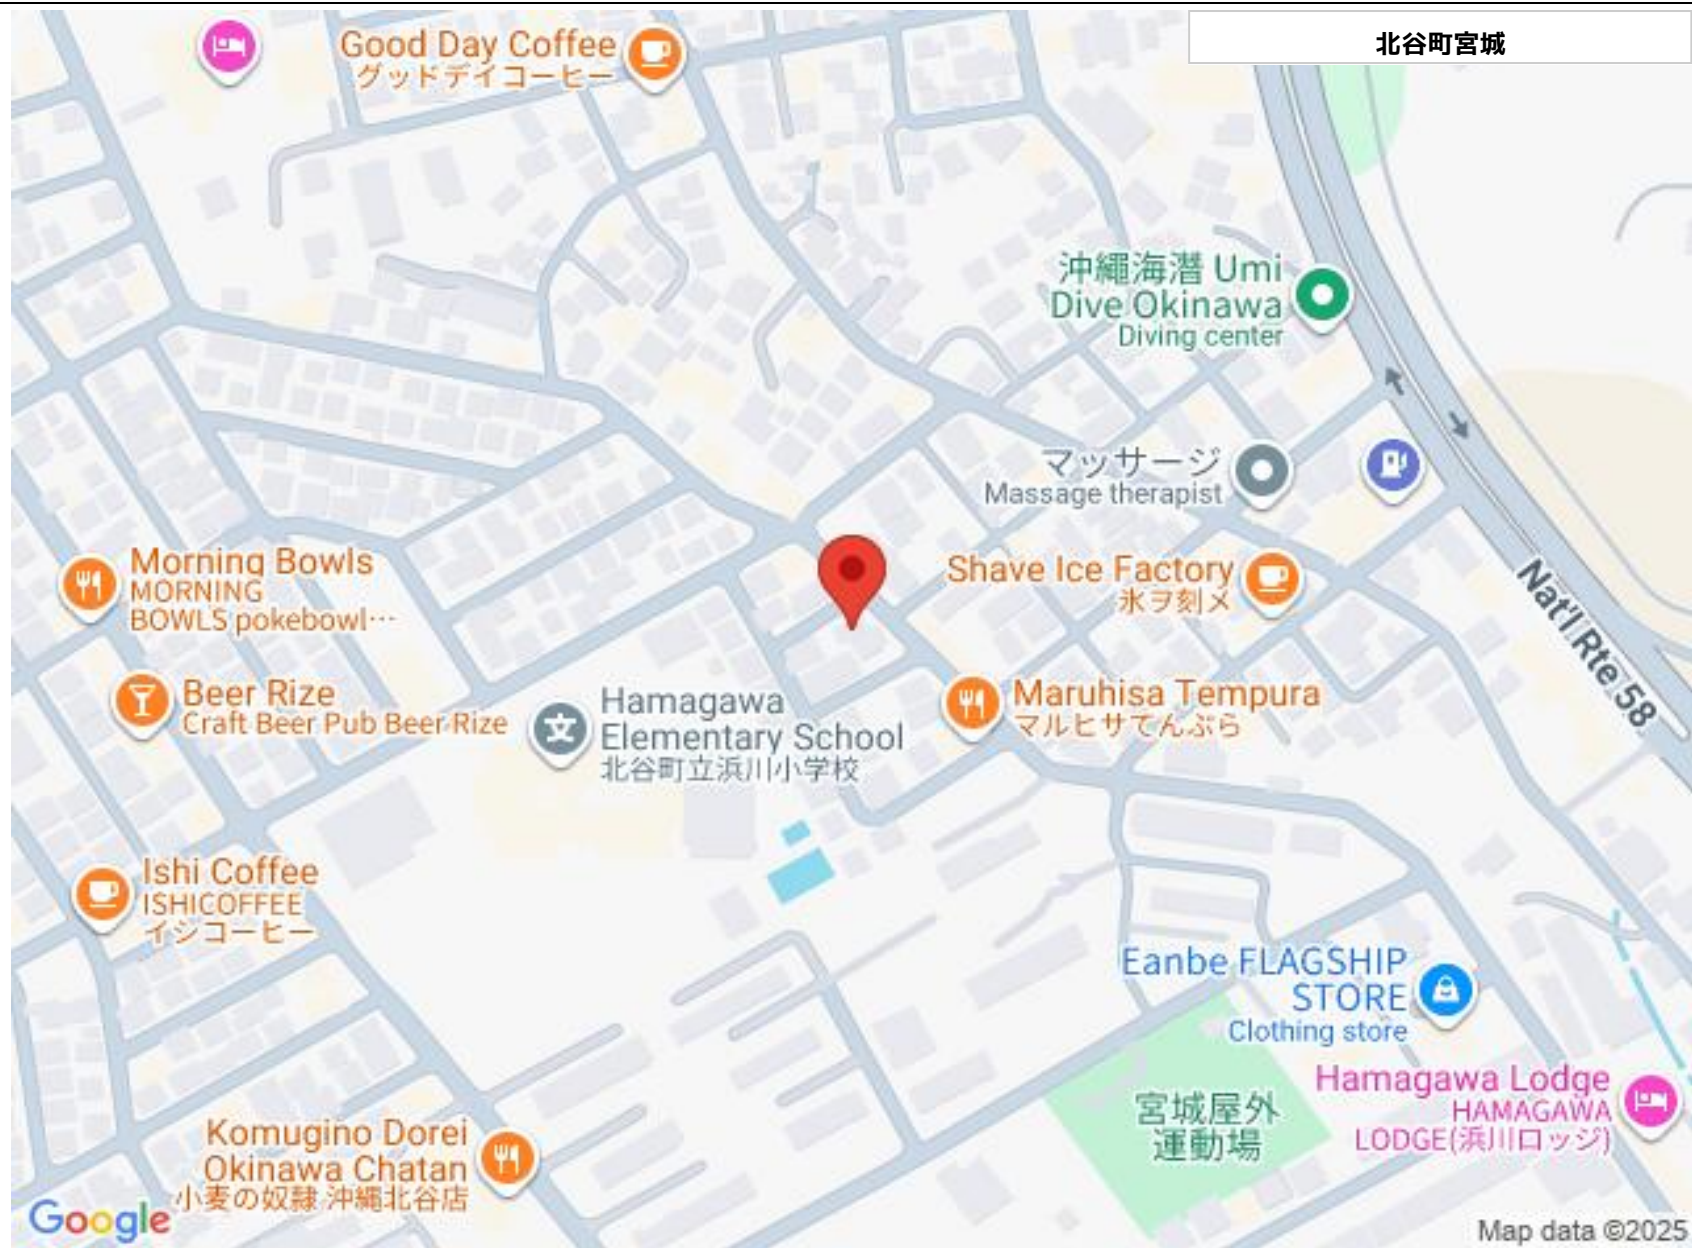 北谷町宮城
Good Day Coffee
グッドデイコーヒー
沖縄海潜 Umi
Dive Okinawa
Diving center
マッサージ
Massage therapist
Morning Bowls
MORNING
BOWLS pokebowl…
Shave Ice Factory
氷ヲ刻メ
Nat'l Rte 58
Beer Rize
Craft Beer Pub Beer Rize
Hamagawa
Elementary School
北谷町立浜川小学校
Maruhisa Tempura
マルヒサてんぷら
Ishi Coffee
ISHICOFFEE
イシコーヒー
Eanbe FLAGSHIP
STORE
Clothing store
Hamagawa Lodge
HAMAGAWA
LODGE(浜川ロッジ)
宮城屋外
運動場
Komugino Dorei
Okinawa Chatan
小麦の奴隷 沖縄北谷店
Google
Map data ©2025